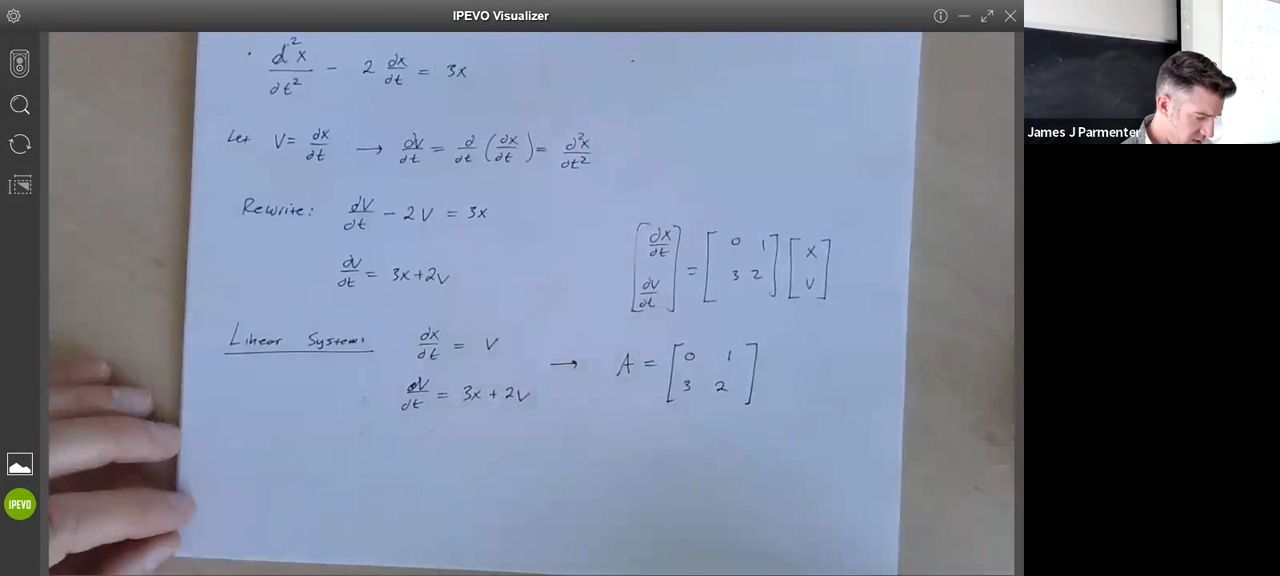 IPEVO Visualizer
d²x/dt² - 2 dx/dt = 3x
Let V = dx/dt → dV/dt = d/dt (dx/dt) = d²x/dt²
Rewrite: dV/dt - 2V = 3x
dV/dt = 3x + 2V
[dx/dt; dV/dt] = [0 1; 3 2] [x; V]
Linear System: dx/dt = V
dV/dt = 3x + 2V
→ A = [0 1; 3 2]
James J Parmenter
IPEVO